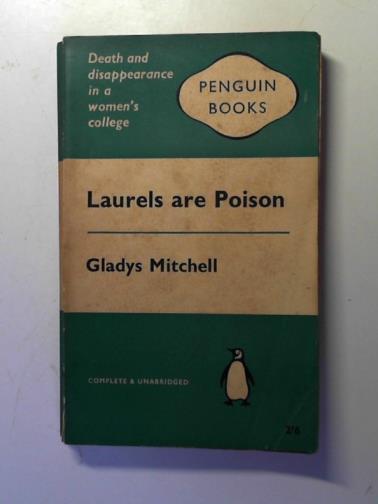 Death and
disappearance
in a
women's
college
PENGUIN
BOOKS
Laurels are Poison
Gladys Mitchell
COMPLETE & UNABRIDGED
2/6